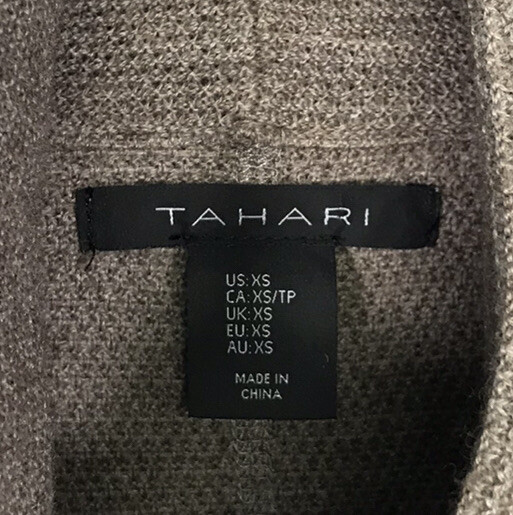 TAHARI
US:XS
CA:XS/TP
UK:XS
EU:XS
AU:XS
MADE IN
CHINA